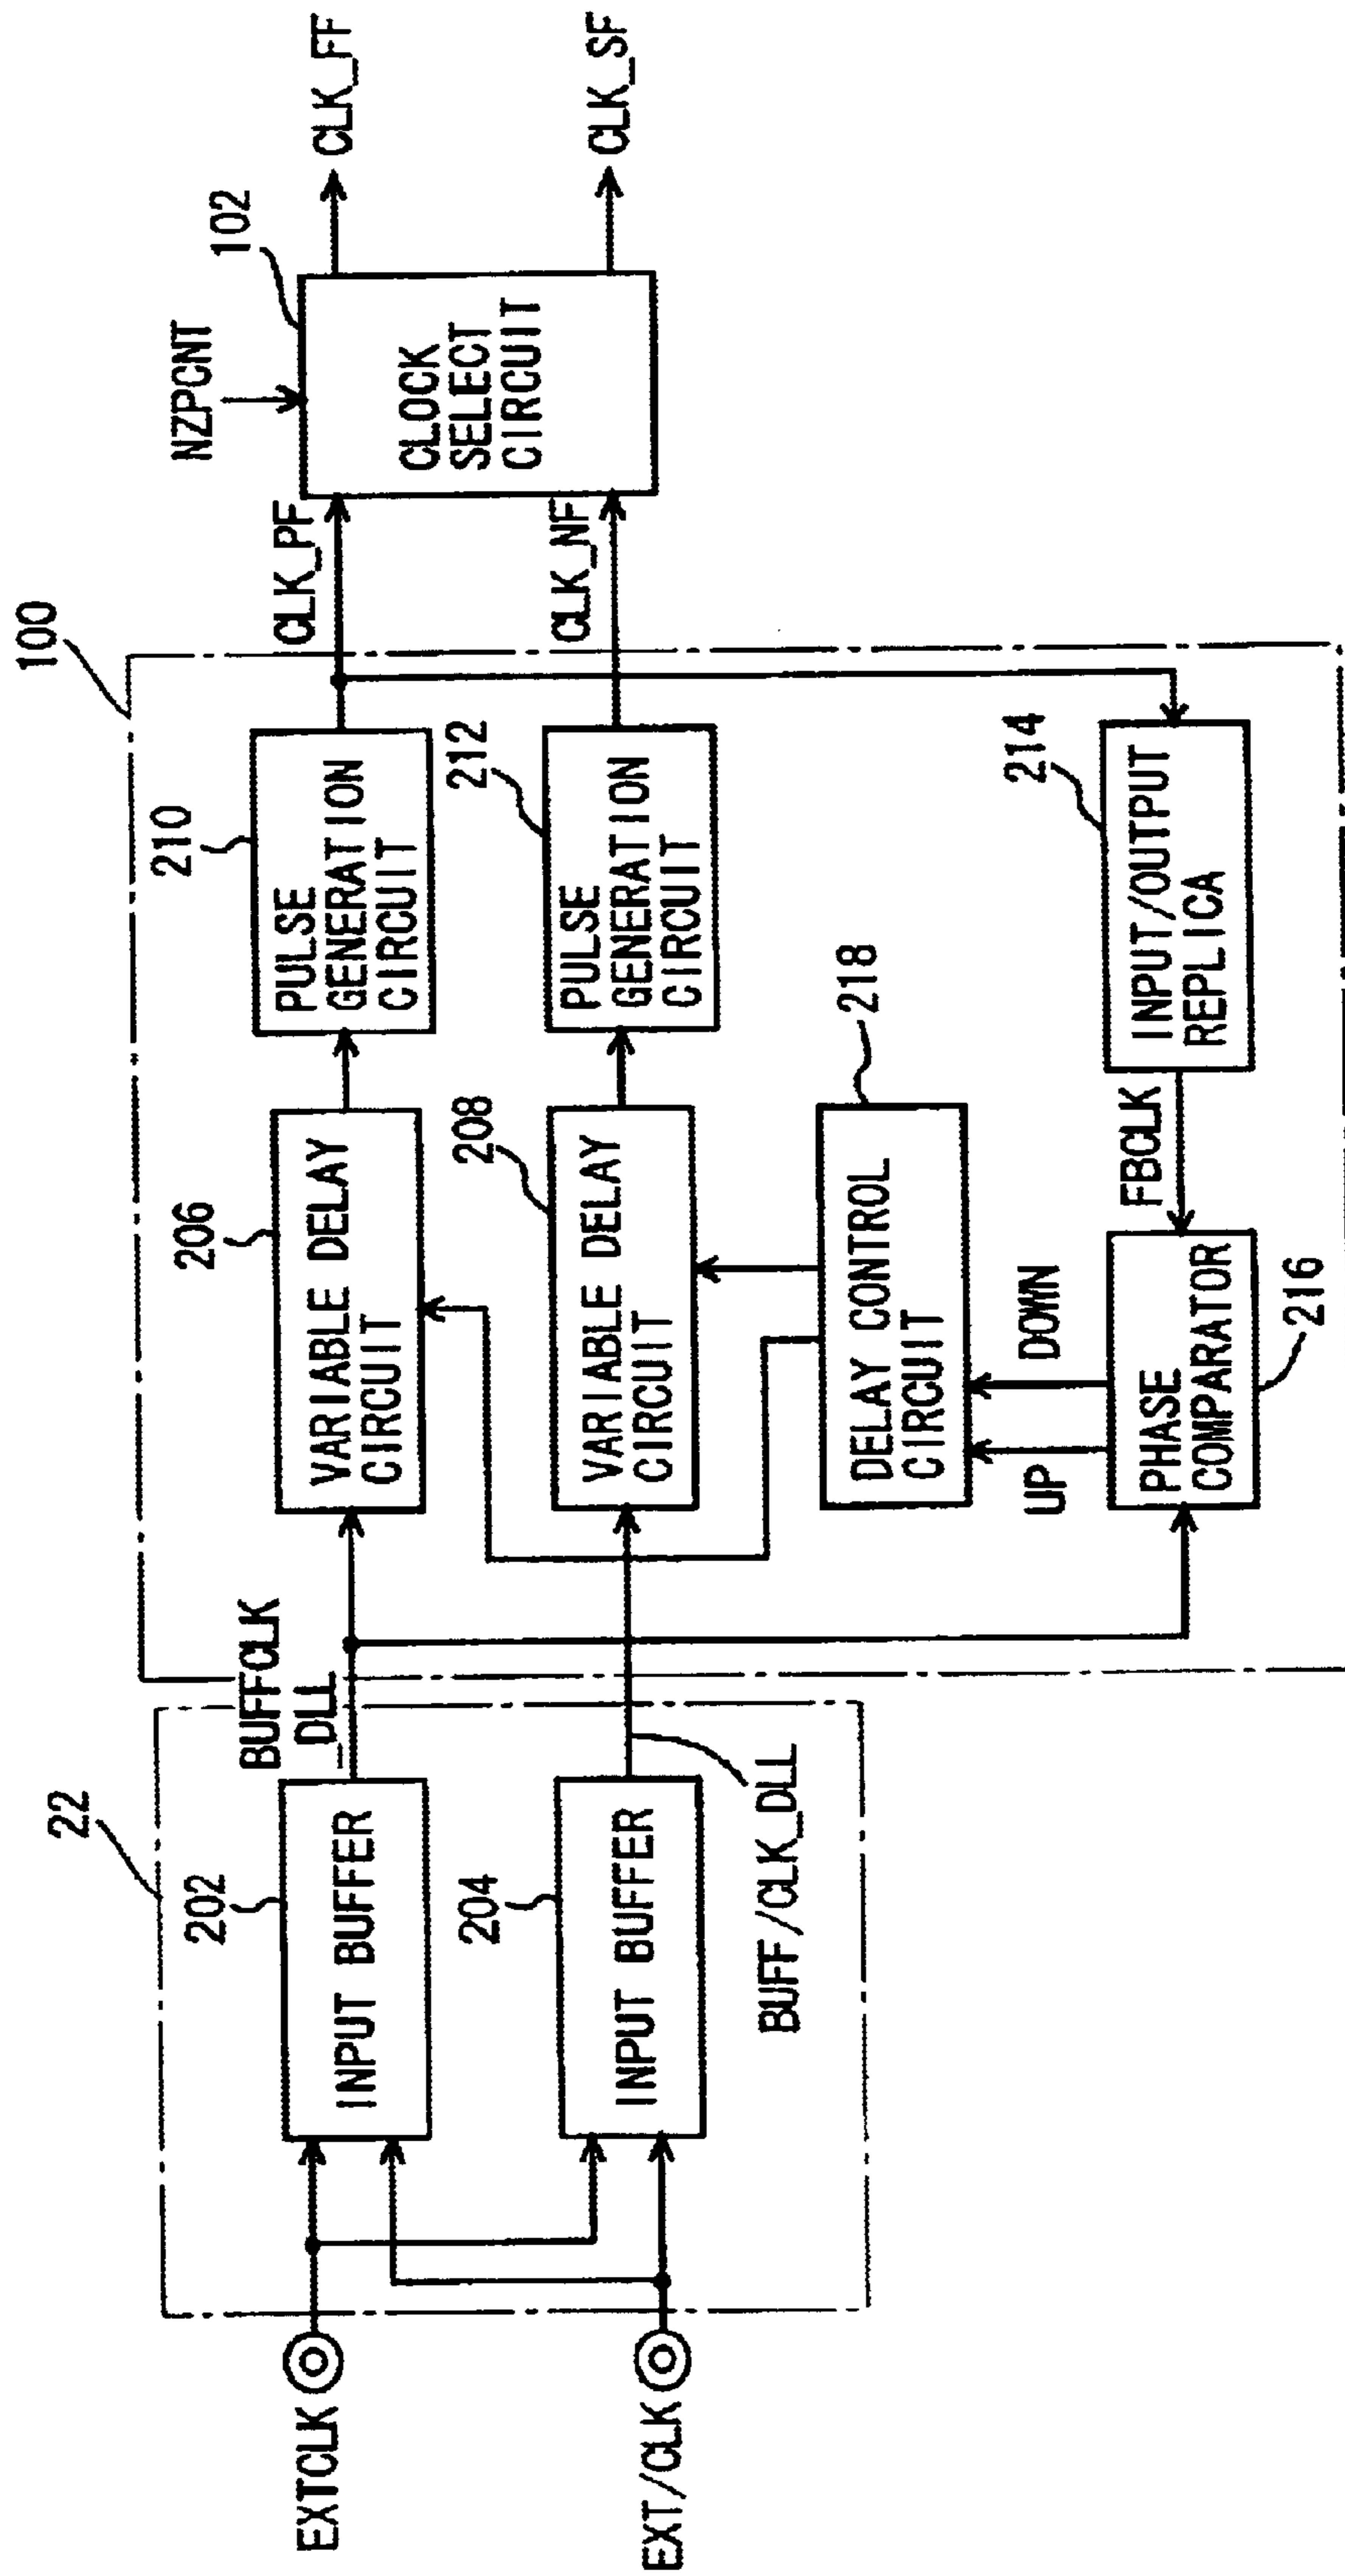 EXTCLK
EXT/CLK
22
202
INPUT BUFFER
204
INPUT BUFFER
BUFFCLK
_DLL
BUFF/CLK_DLL
100
206
VARIABLE DELAY
CIRCUIT
208
VARIABLE DELAY
CIRCUIT
210
PULSE
GENERATION
CIRCUIT
212
PULSE
GENERATION
CIRCUIT
218
DELAY CONTROL
CIRCUIT
UP
DOWN
PHASE
COMPARATOR
216
FBCLK
214
INPUT/OUTPUT
REPLICA
CLK_PF
CLK_NF
NZPCNT
102
CLOCK
SELECT
CIRCUIT
CLK_FF
CLK_SF